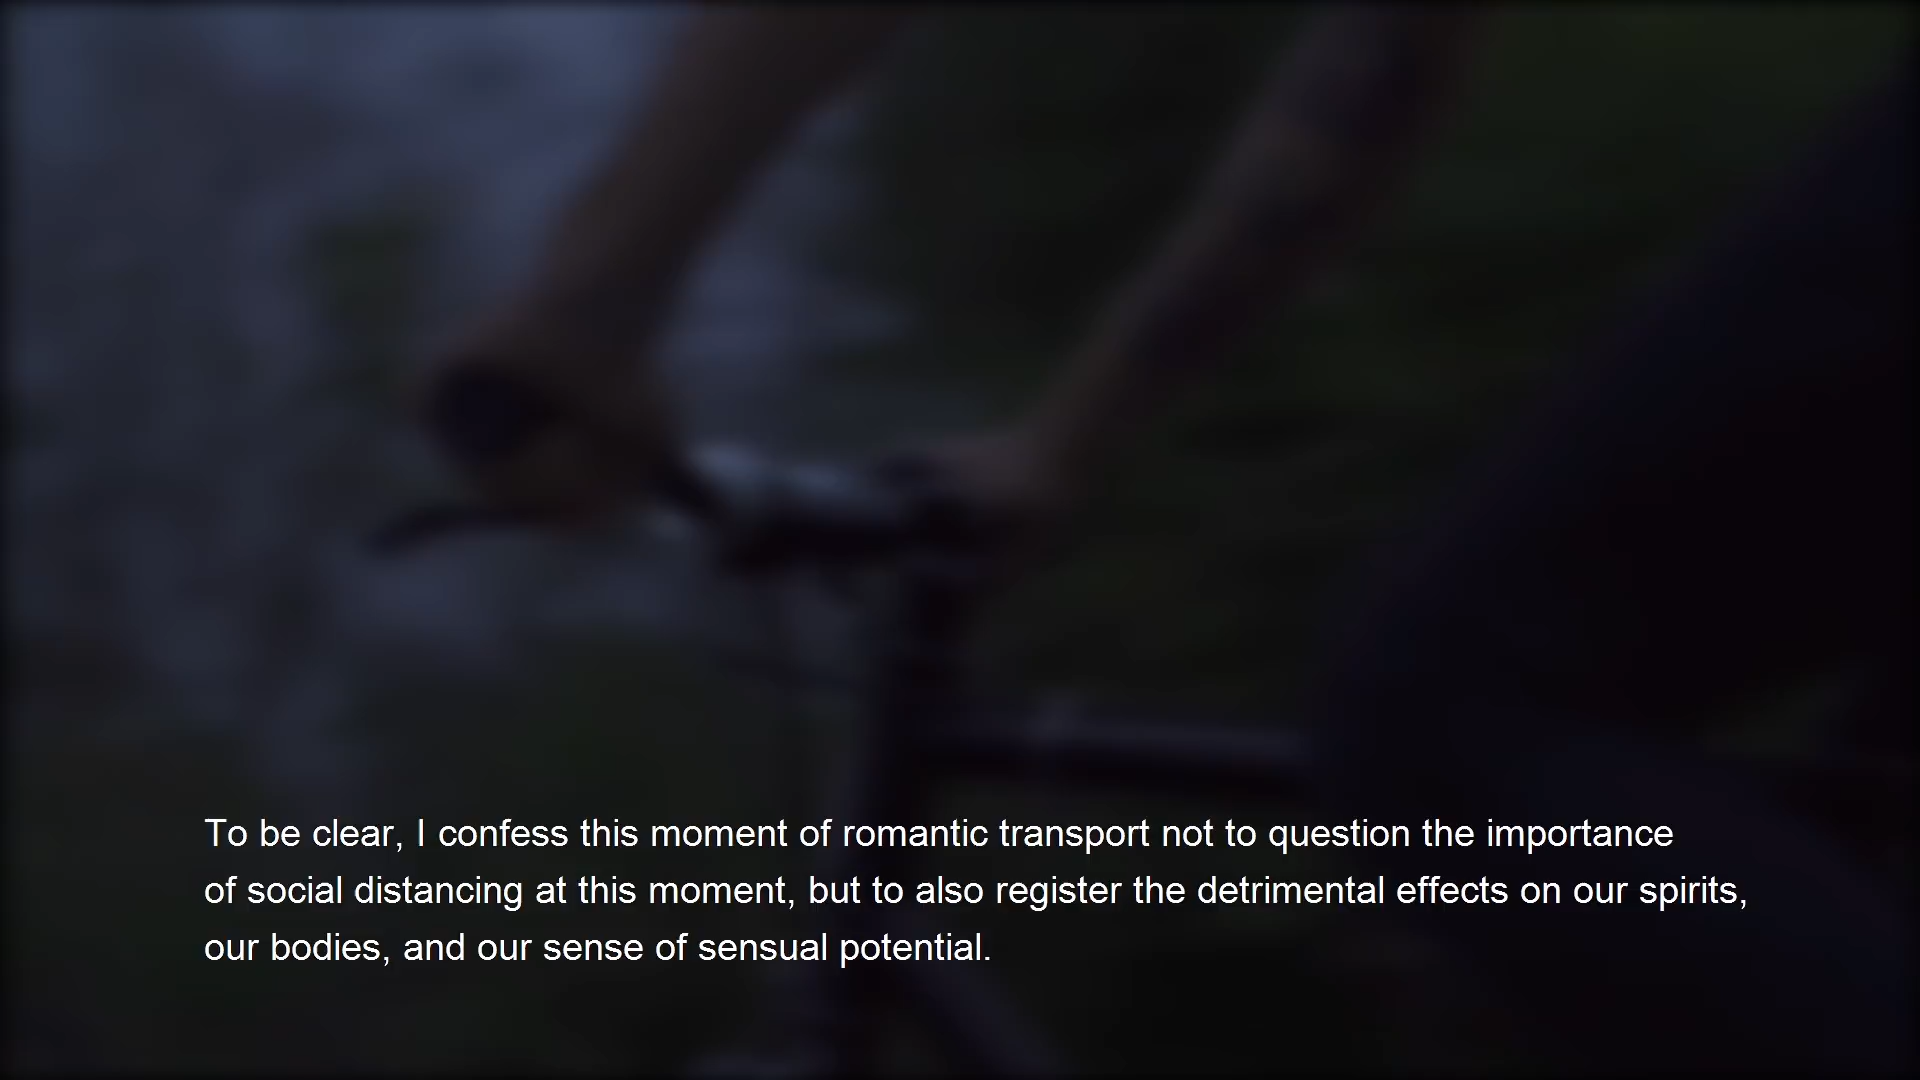 To be clear, I confess this moment of romantic transport not to question the importance
of social distancing at this moment, but to also register the detrimental effects on our spirits,
our bodies, and our sense of sensual potential.